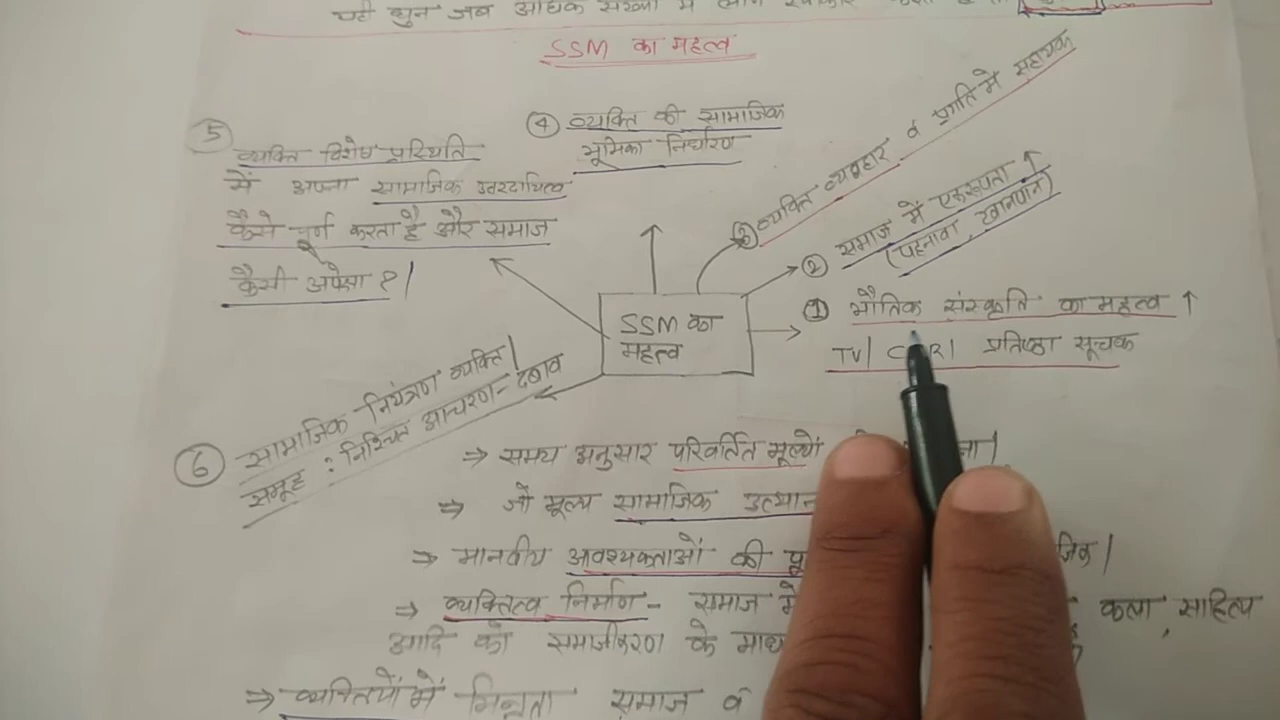 SSM का महत्व
⑤ व्यक्ति विशेष परिस्थिति
में अपना सामाजिक उत्तरदायित्व
कैसे पूर्ण करता है और समाज
कैसी अपेक्षा ?|
④ व्यक्ति की सामाजिक
भूमिका निर्धारण
③ व्यक्ति व्यवहार व प्रगति में सहायक
② समाज में एकरूपता ↑
(पहनावा, खानपान)
① भौतिक संस्कृति का महत्व ↑
TV| CAR| प्रतिष्ठा सूचक
SSM का
महत्व
⑥ सामाजिक नियंत्रण व्यक्ति|
समूह : निश्चित आचरण - दबाव
⇒ समय अनुसार परिवर्तित मूल्यों
⇒ जो मूल्य सामाजिक उत्थान
⇒ मानवीय आवश्यकताओं की
⇒ व्यक्तित्व निर्माण - समाज में कला, साहित्य
आदि को समाजीकरण के
⇒ व्यक्तियों में भिन्नता समाज व